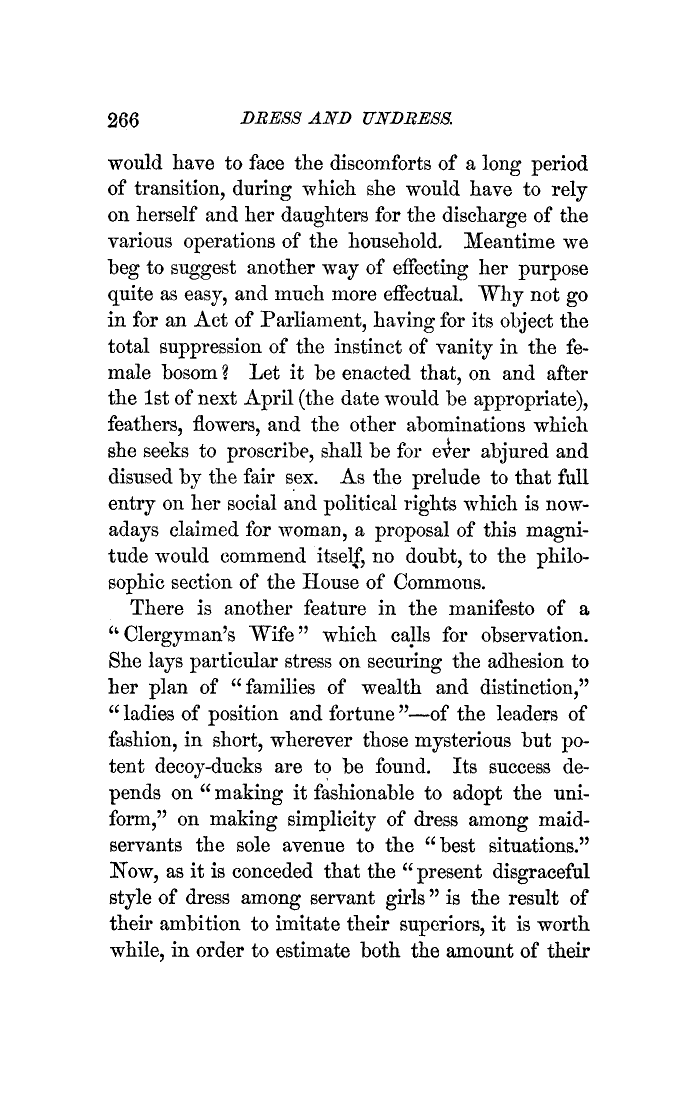 266 DRESS AND UNDRESS.
would have to face the discomforts of a long period
of transition, during which she would have to rely
on herself and her daughters for the discharge of the
various operations of the household. Meantime we
beg to suggest another way of effecting her purpose
quite as easy, and much more effectual. Why not go
in for an Act of Parliament, having for its object the
total suppression of the instinct of vanity in the fe-
male bosom? Let it be enacted that, on and after
the 1st of next April (the date would be appropriate),
feathers, flowers, and the other abominations which
she seeks to proscribe, shall be for ever abjured and
disused by the fair sex. As the prelude to that full
entry on her social and political rights which is now-
adays claimed for woman, a proposal of this magni-
tude would commend itself, no doubt, to the philo-
sophic section of the House of Commons.
There is another feature in the manifesto of a
“Clergyman's Wife” which calls for observation.
She lays particular stress on securing the adhesion to
her plan of “families of wealth and distinction,”
“ladies of position and fortune”—of the leaders of
fashion, in short, wherever those mysterious but po-
tent decoy-ducks are to be found. Its success de-
pends on “making it fashionable to adopt the uni-
form,” on making simplicity of dress among maid-
servants the sole avenue to the “best situations.”
Now, as it is conceded that the “present disgraceful
style of dress among servant girls” is the result of
their ambition to imitate their superiors, it is worth
while, in order to estimate both the amount of their